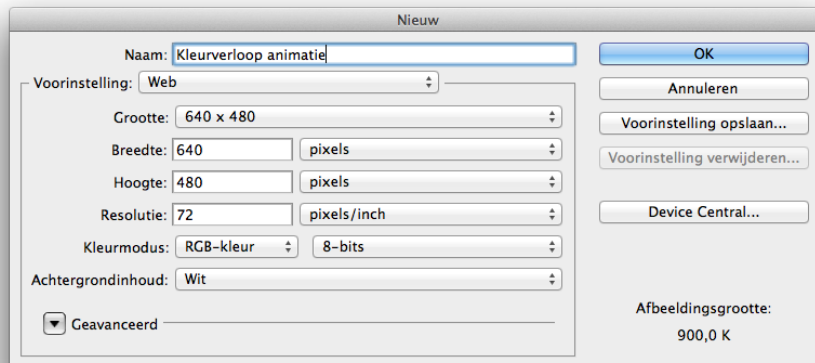 Nieuw
Naam: Kleurverloop animatie
OK
Voorinstelling: Web
Annuleren
Grootte: 640 x 480
Voorinstelling opslaan...
Breedte: 640 pixels
Voorinstelling verwijderen...
Hoogte: 480 pixels
Resolutie: 72 pixels/inch
Device Central...
Kleurmodus: RGB-kleur 8-bits
Achtergrondinhoud: Wit
Geavanceerd
Afbeeldingsgrootte:
900,0 K